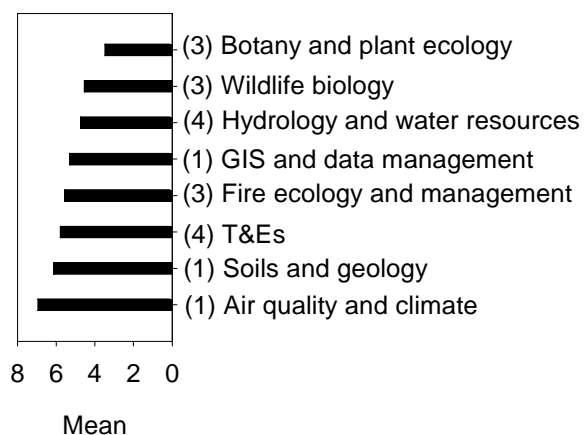 (3) Botany and plant ecology
(3) Wildlife biology
(4) Hydrology and water resources
(1) GIS and data management
(3) Fire ecology and management
(4) T&Es
(1) Soils and geology
(1) Air quality and climate
8 6 4 2 0
Mean